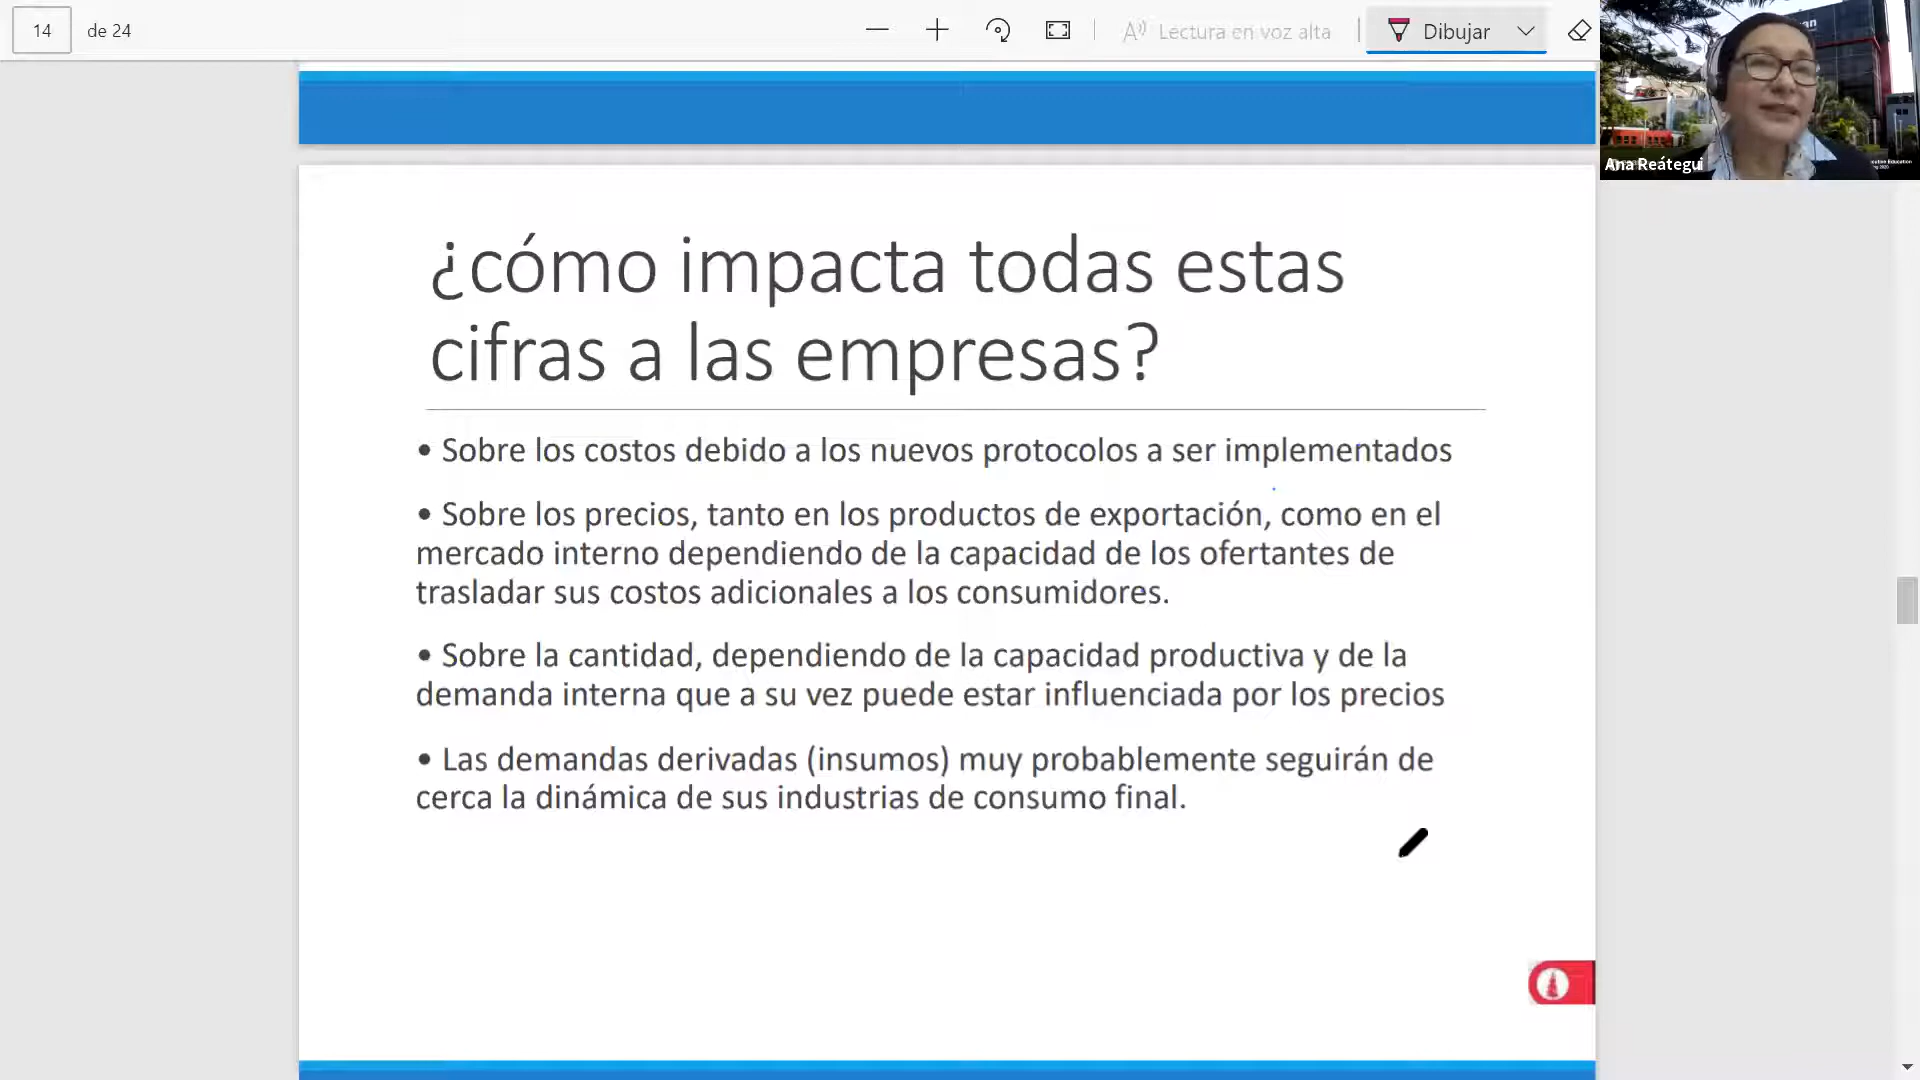 14 de 24
Lectura en voz alta
Dibujar
Ana Reátegui
¿cómo impacta todas estas
cifras a las empresas?
• Sobre los costos debido a los nuevos protocolos a ser implementados
• Sobre los precios, tanto en los productos de exportación, como en el
mercado interno dependiendo de la capacidad de los ofertantes de
trasladar sus costos adicionales a los consumidores.
• Sobre la cantidad, dependiendo de la capacidad productiva y de la
demanda interna que a su vez puede estar influenciada por los precios
• Las demandas derivadas (insumos) muy probablemente seguirán de
cerca la dinámica de sus industrias de consumo final.